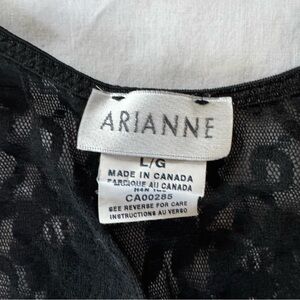 ARIANNE
L/G
MADE IN CANADA
FABRIQUE AU CANADA
CA00285
SEE REVERSE FOR CARE
INSTRUCTIONS AU VERSO